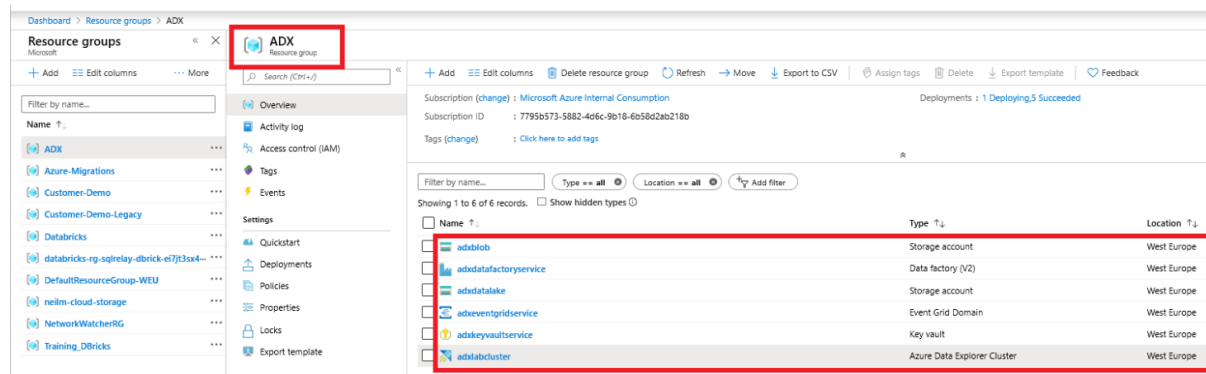 Dashboard > Resource groups > ADX
Resource groups
Microsoft
+ Add Edit columns ··· More
Filter by name...
Name ↑↓
ADX ···
Azure-Migrations ···
Customer-Demo ···
Customer-Demo-Legacy ···
Databricks ···
databricks-rg-sqlrelay-dbrick-ei7jt3sx4— ···
DefaultResourceGroup-WEU ···
neilm-cloud-storage ···
NetworkWatcherRG ···
Training_DBricks ···
ADX
Resource group
Search (Ctrl+/)
Overview
Activity log
Access control (IAM)
Tags
Events
Settings
Quickstart
Deployments
Policies
Properties
Locks
Export template
+ Add Edit columns Delete resource group Refresh → Move Export to CSV Assign tags Delete Export template Feedback
Subscription (change) : Microsoft Azure Internal Consumption Deployments : 1 Deploying,5 Succeeded
Subscription ID : 7795b573-5882-4d6c-9b18-6b58d2ab218b
Tags (change) : Click here to add tags
Filter by name... Type == all Location == all Add filter
Showing 1 to 6 of 6 records. Show hidden types
Name ↑↓ Type ↑↓ Location ↑↓
adxblob Storage account West Europe
adxdatafactoryservice Data factory (V2) West Europe
adxdatalake Storage account West Europe
adxeventgridservice Event Grid Domain West Europe
adxkeyvaultservice Key vault West Europe
adxlabcluster Azure Data Explorer Cluster West Europe